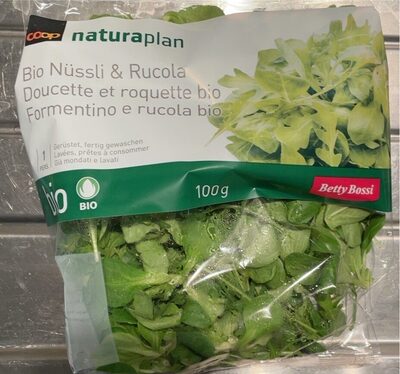 coop naturaplan
Bio Nüssli & Rucola
Doucette et roquette bio
Formentino e rucola bio
Gerüstet, fertig gewaschen
Lavées, prêtes à consommer
Già mondati e lavati
bio
BIO
100g
Betty Bossi